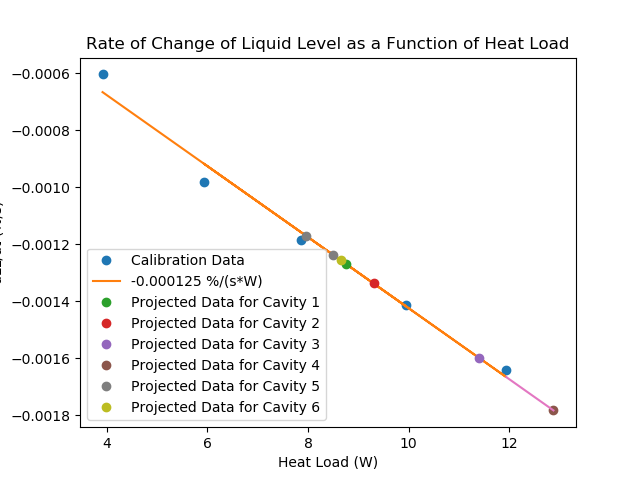 Rate of Change of Liquid Level as a Function of Heat Load
−0.0006
−0.0008
−0.0010
−0.0012
−0.0014
−0.0016
−0.0018
Calibration Data
-0.000125 %/(s*W)
Projected Data for Cavity 1
Projected Data for Cavity 2
Projected Data for Cavity 3
Projected Data for Cavity 4
Projected Data for Cavity 5
Projected Data for Cavity 6
4 6 8 10 12
Heat Load (W)